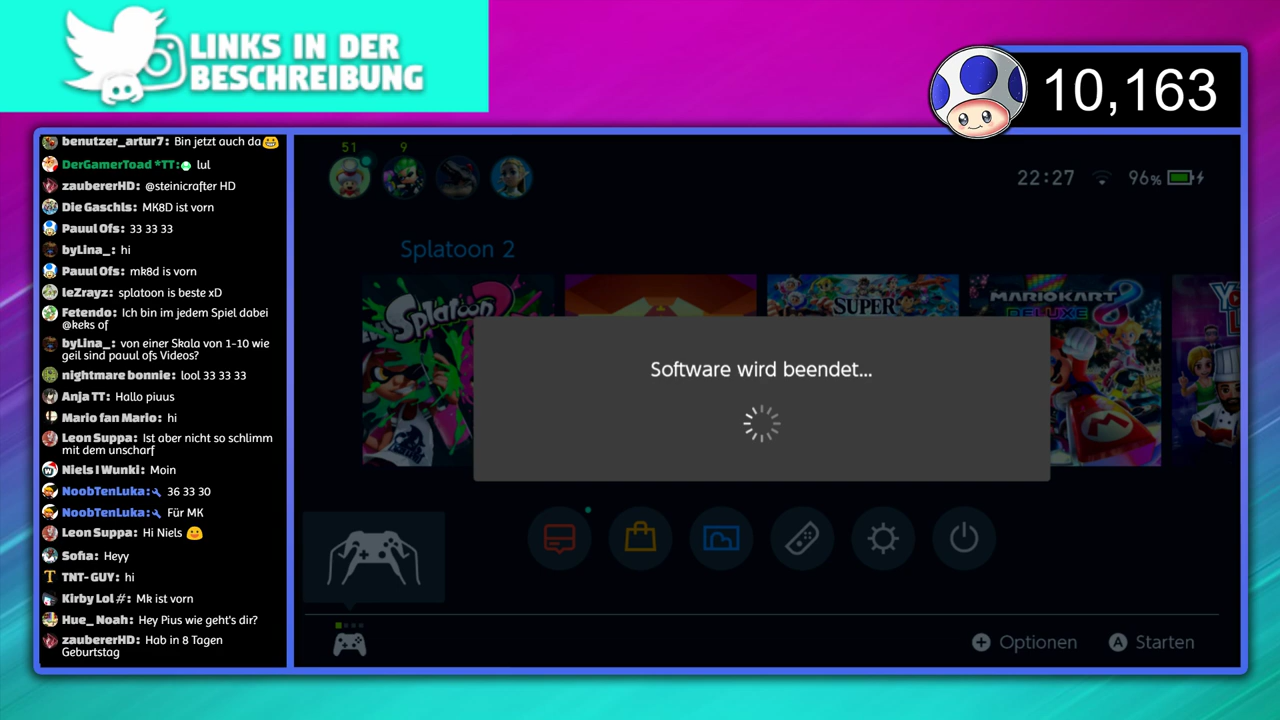 LINKS IN DER
BESCHREIBUNG
10,163
benutzer_artur7: Bin jetzt auch da😁
DerGamerToad *TT: lul
zaubererHD: @steinicrafter HD
Die Gaschls: MK8D ist vorn
Pauul Ofs: 33 33 33
byLina_: hi
Pauul Ofs: mk8d is vorn
leZrayz: splatoon is beste xD
Fetendo: Ich bin im jedem Spiel dabei
@keks of
byLina_: von einer Skala von 1-10 wie
geil sind pauul ofs Videos?
nightmare bonnie: lool 33 33 33
Anja TT: Hallo piuus
Mario fan Mario: hi
Leon Suppa: Ist aber nicht so schlimm
mit dem unscharf
Niels I Wunki: Moin
NoobTenLuka: 36 33 30
NoobTenLuka: Für MK
Leon Suppa: Hi Niels
Sofia: Heyy
TNT- GUY: hi
Kirby Lol #: Mk ist vorn
Hue_ Noah: Hey Pius wie geht's dir?
zaubererHD: Hab in 8 Tagen
Geburtstag
51
9
22:27
96%
Splatoon 2
Splatoon 2
SUPER
MARIOKART 8
DELUXE
Software wird beendet...
Optionen
A Starten